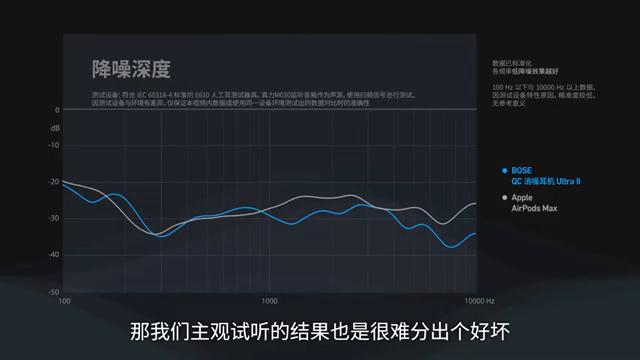 降噪深度
测试设备：符合 IEC 60318-4 标准的 E610 人工耳测试器具，真力M030监听音箱作为声源，使用扫频信号进行测试。
因测试设备与环境有差异，仅保证本视频内数据或使用同一设备环境测试出的数据对比时的准确性
数据已标准化
各频率低降噪效果越好
100 Hz 以下与 10000 Hz 以上数据，
因测试设备特性原因，精准度较低，
无参考意义
0
dB
-10
-20
-30
-40
-50
100
1000
10000 Hz
BOSE
QC 消噪耳机 Ultra II
Apple
AirPods Max
那我们主观试听的结果也是很难分出个好坏